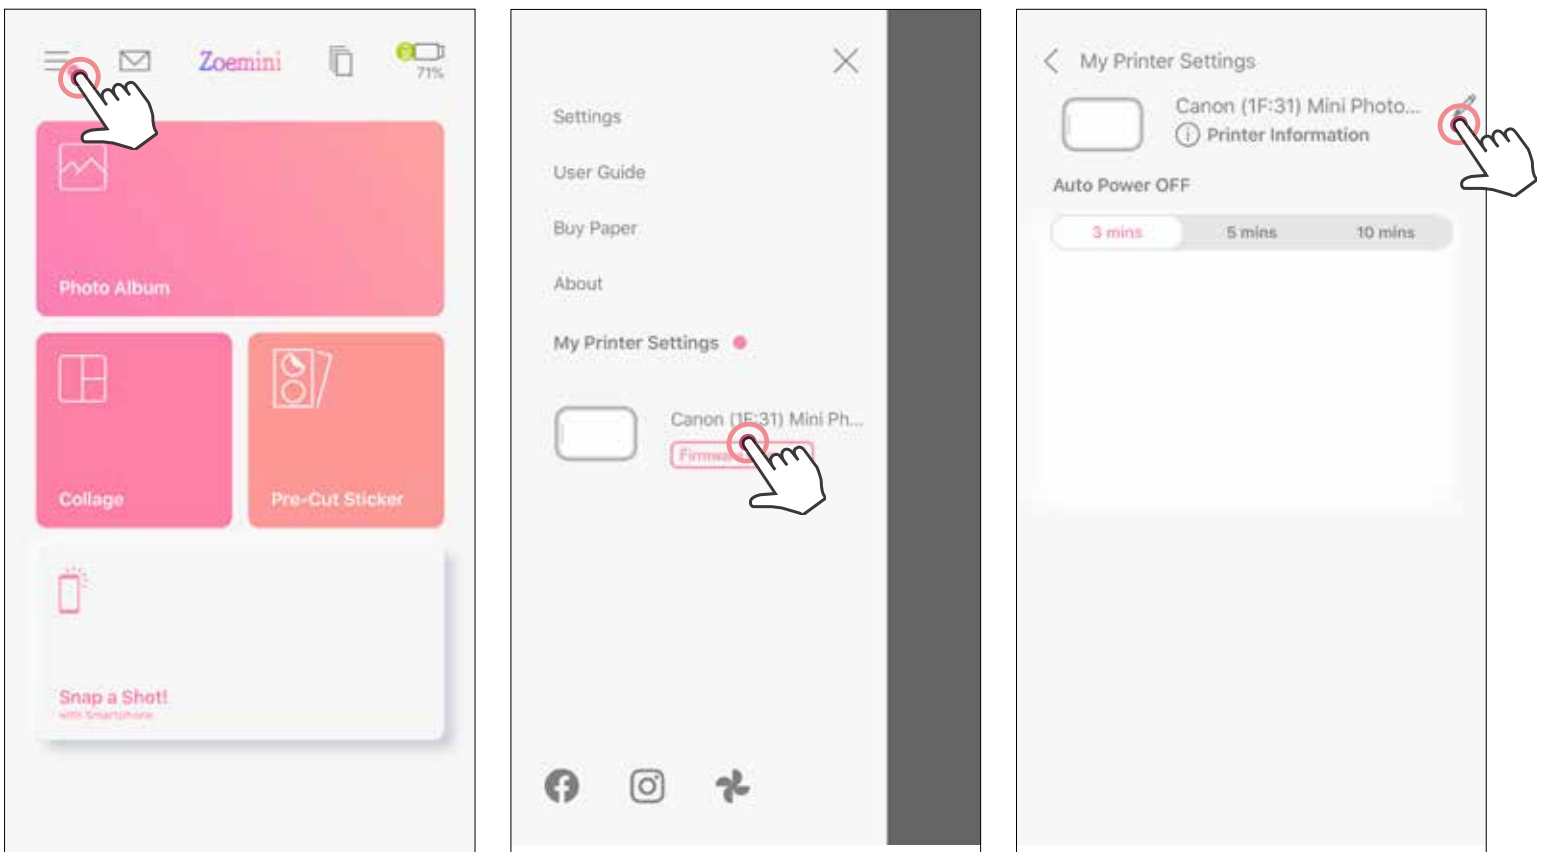 Zoemini
71%
Photo Album
Collage
Pre-Cut Sticker
Snap a Shot!
with Smartphone
Settings
User Guide
Buy Paper
About
My Printer Settings
Canon (1F:31) Mini Ph...
My Printer Settings
Canon (1F:31) Mini Photo...
Printer Information
Auto Power OFF
3 mins 5 mins 10 mins